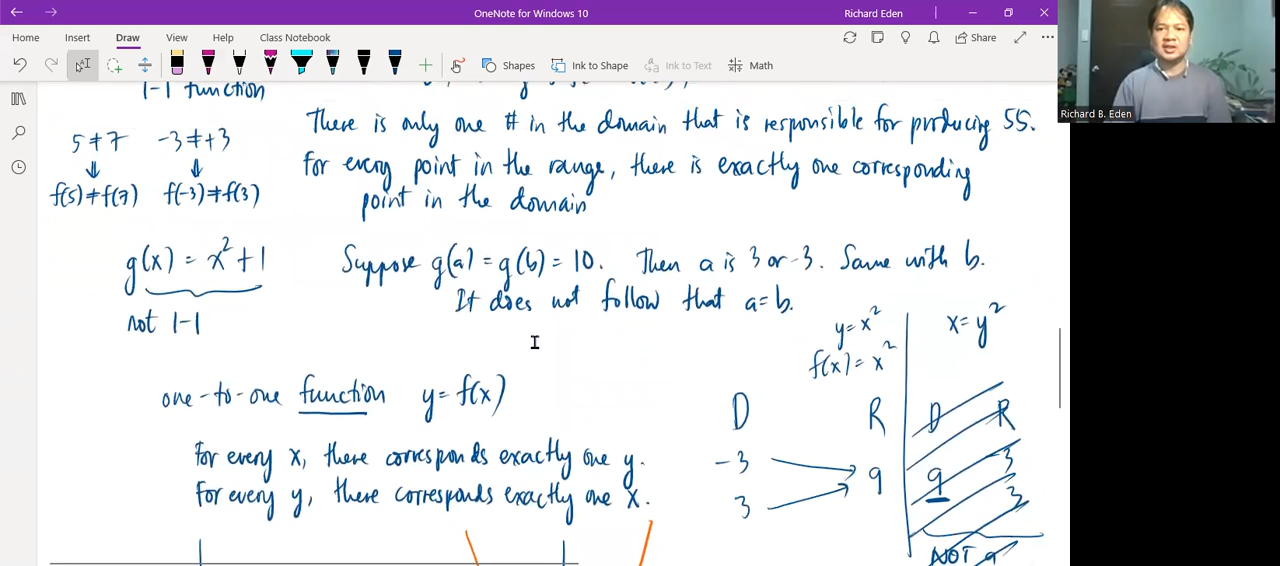 OneNote for Windows 10
Richard Eden
Home Insert Draw View Help Class Notebook
Share
Shapes Ink to Shape Ink to Text Math
Richard B. Eden
1-1 function
There is only one # in the domain that is responsible for producing 55.
5≠7 -3≠+3
⇓ ⇓
f(5)≠f(7) f(-3)≠f(3)
For every point in the range, there is exactly one corresponding
point in the domain
g(x) = x²+1
not 1-1
Suppose g(a) = g(b) = 10. Then a is 3 or -3. Same with b.
It does not follow that a=b.
y=x²
f(x)=x²
x=y²
one-to-one function y=f(x)
For every x, there corresponds exactly one y.
For every y, there corresponds exactly one x.
D R
-3
3
9
D R
9
3
3
NOT a